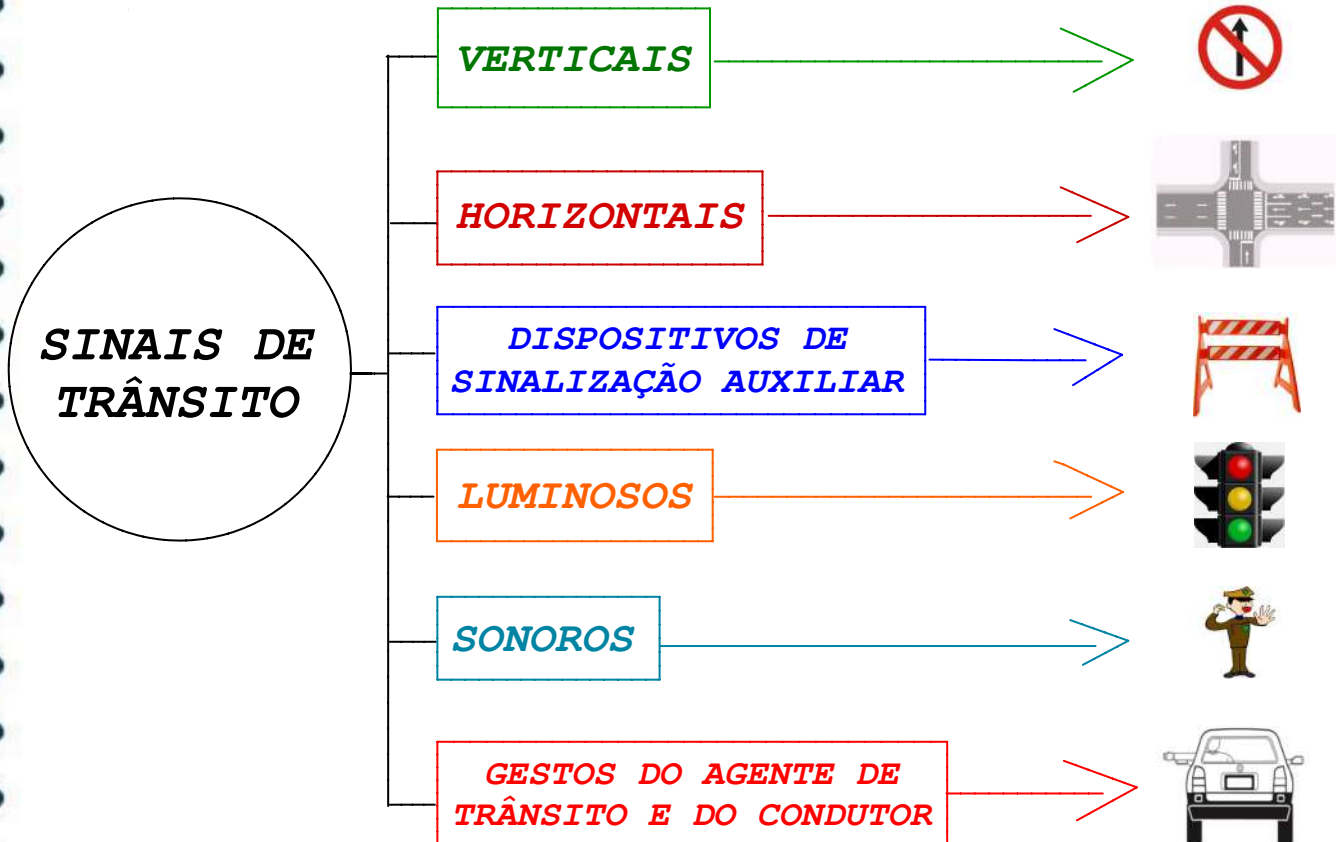 SINAIS DE
TRÂNSITO
VERTICAIS
HORIZONTAIS
DISPOSITIVOS DE
SINALIZAÇÃO AUXILIAR
LUMINOSOS
SONOROS
GESTOS DO AGENTE DE
TRÂNSITO E DO CONDUTOR